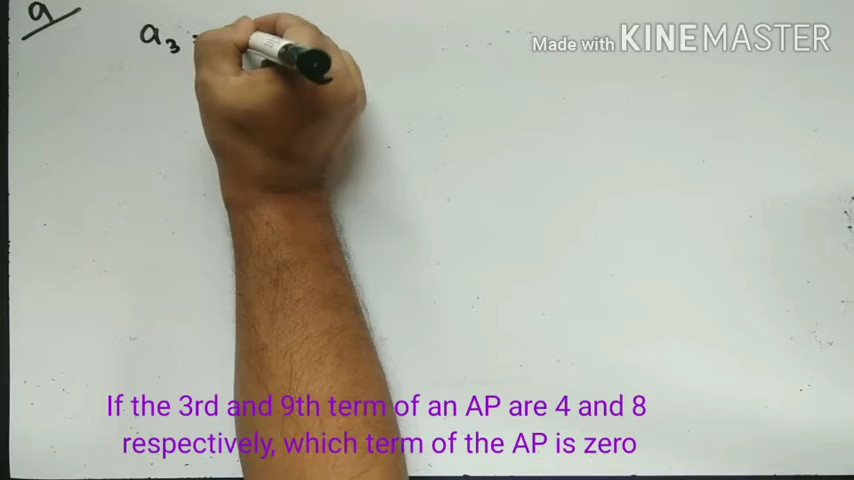 9
a₃ =
Made with KINEMASTER
If the 3rd and 9th term of an AP are 4 and 8
respectively, which term of the AP is zero